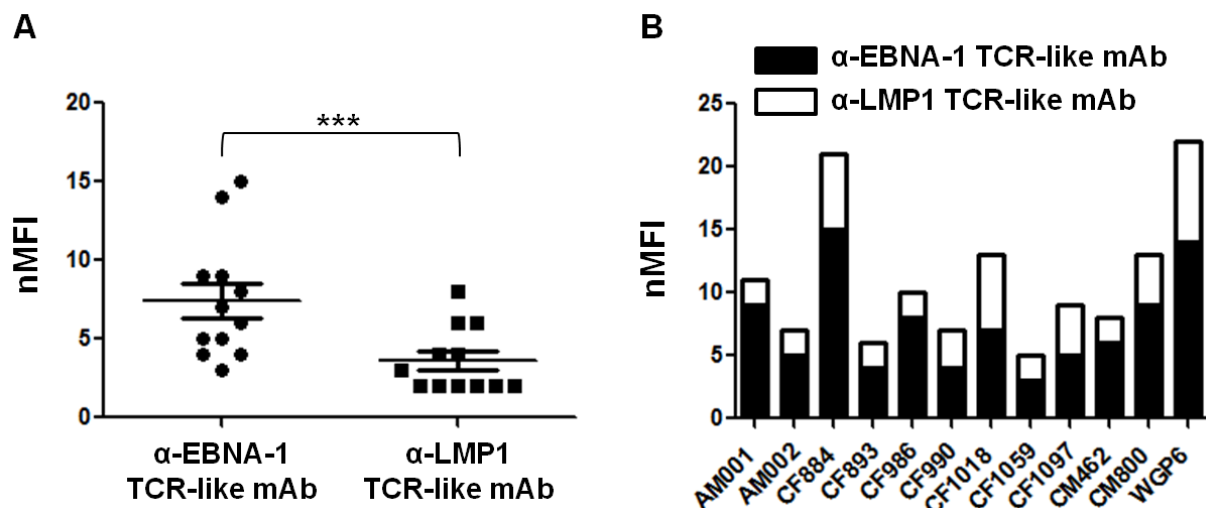 A
B
α-EBNA-1 TCR-like mAb
α-LMP1 TCR-like mAb
nMFI
20
15
10
5
0
***
α-EBNA-1
TCR-like mAb
α-LMP1
TCR-like mAb
nMFI
25
20
15
10
5
0
AM001
AM002
CF884
CF893
CF986
CF990
CF1018
CF1059
CF1097
CM462
CM800
WGP6